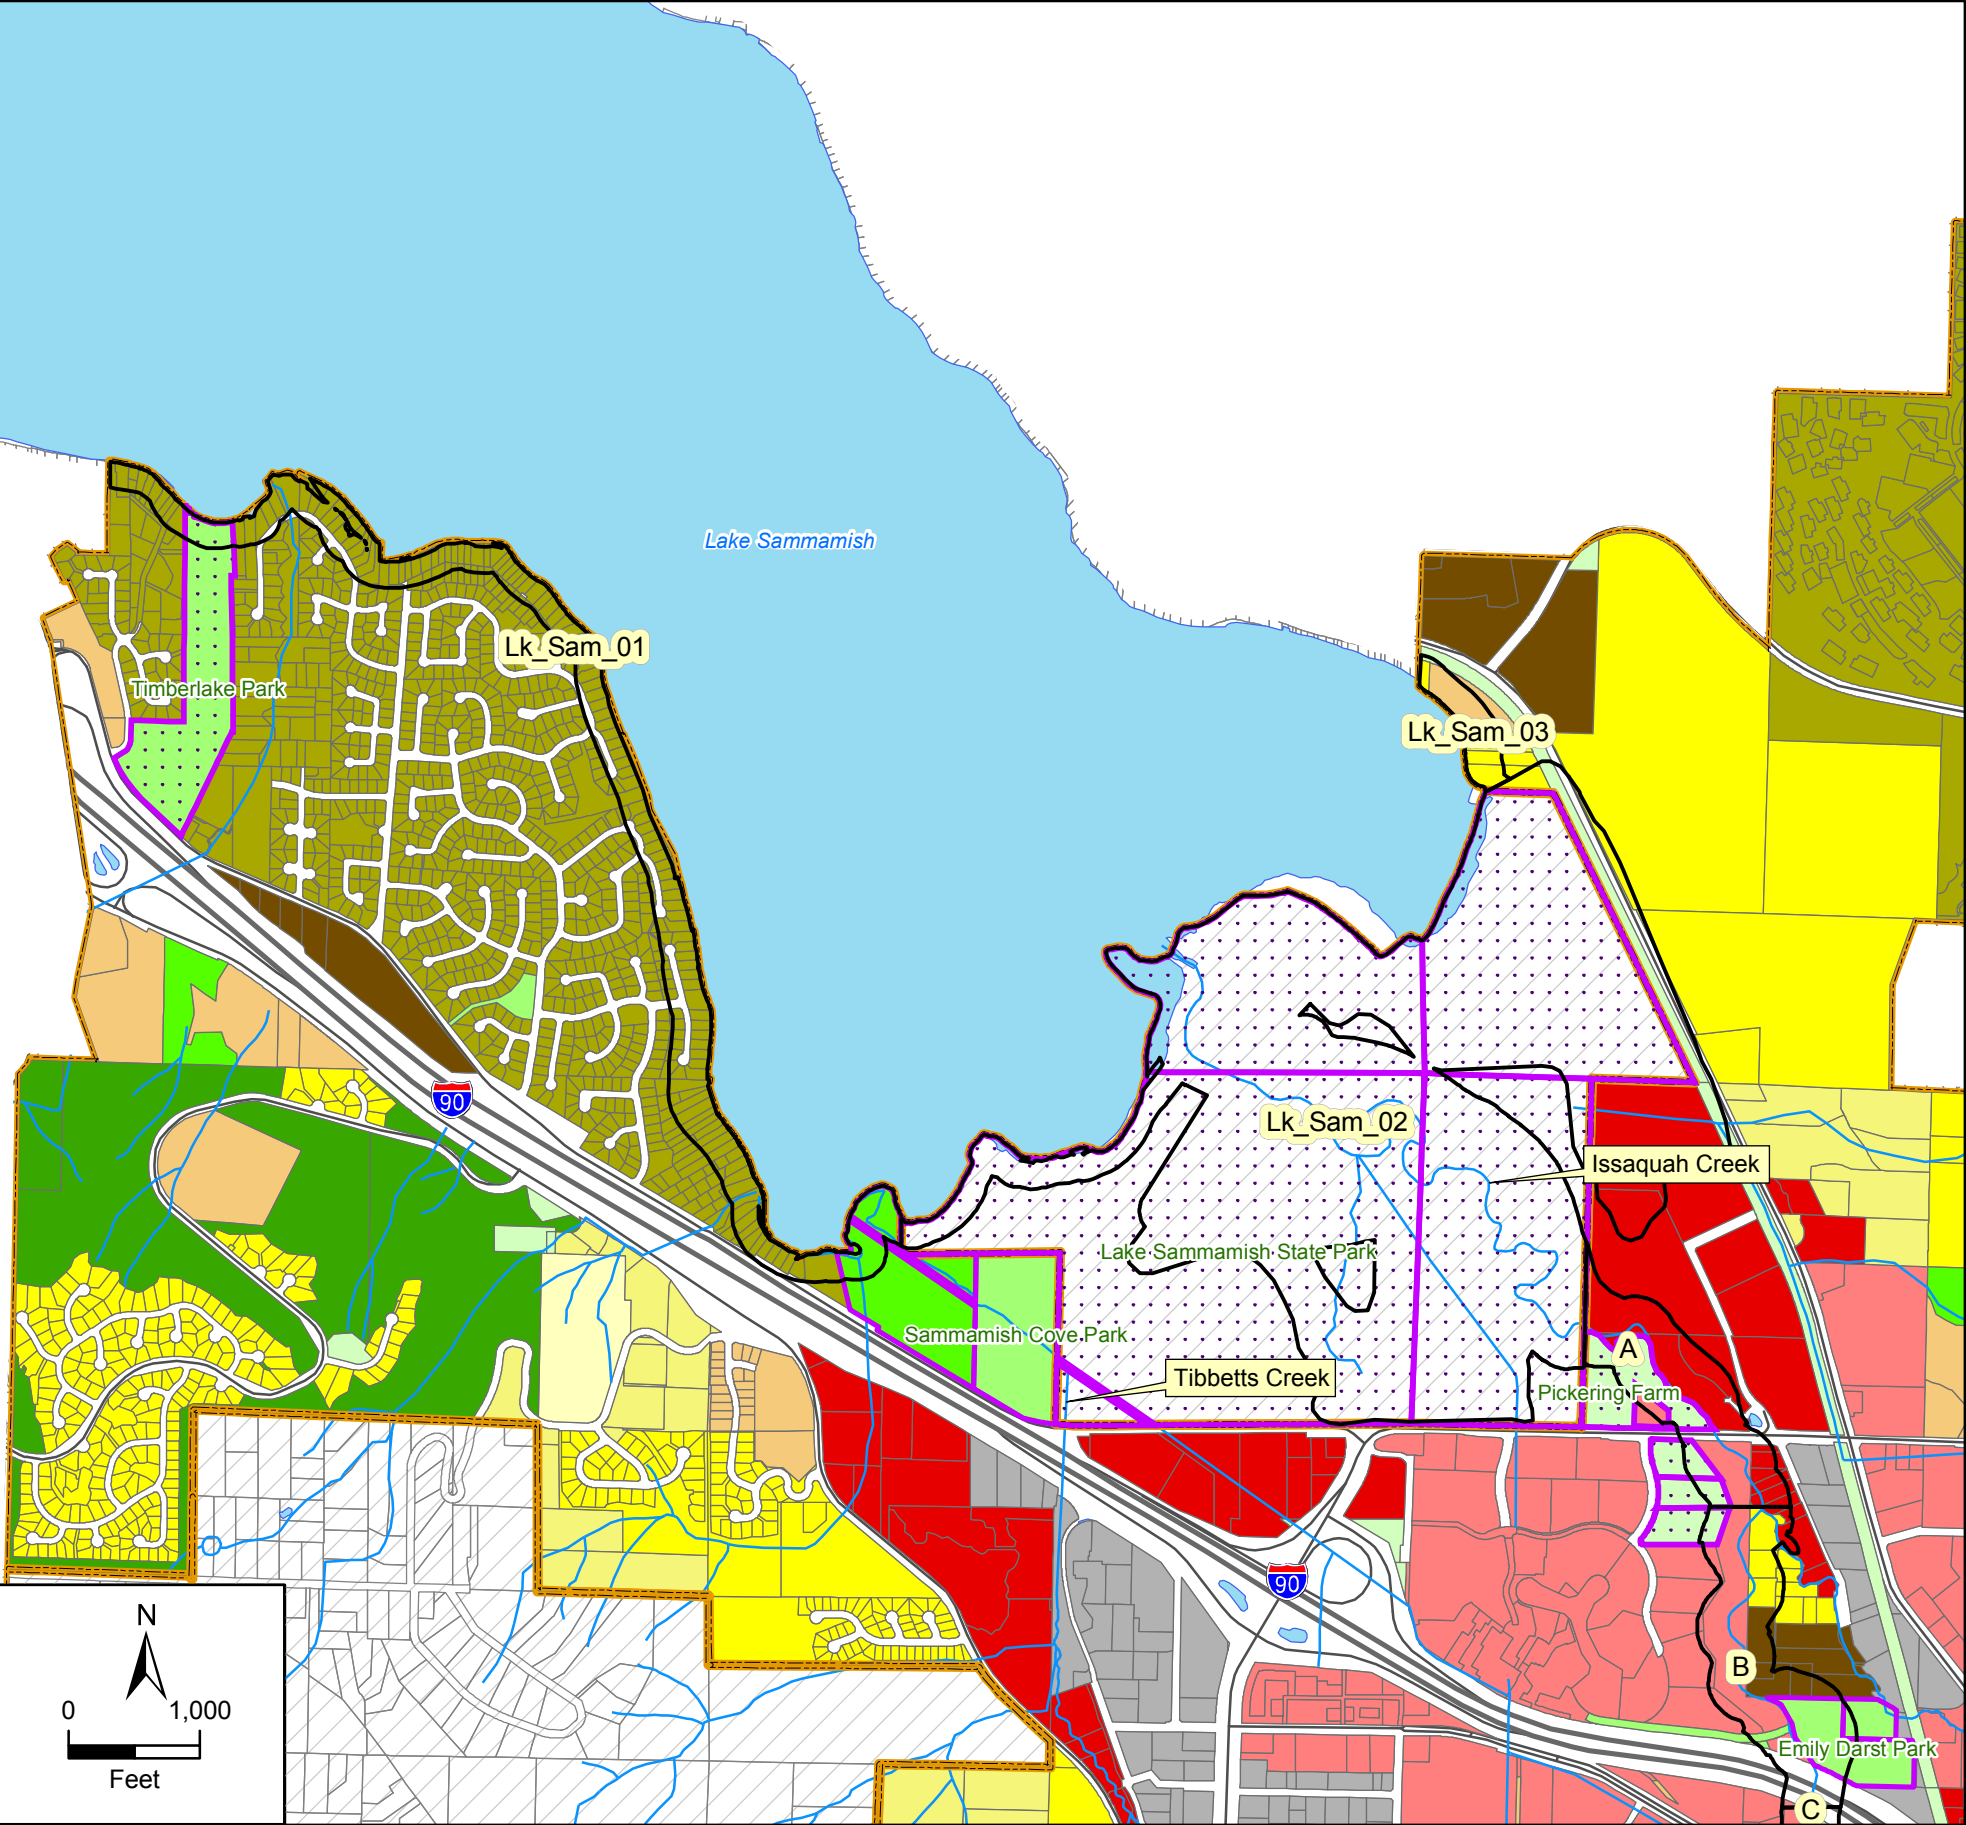 Lake Sammamish
Lk_Sam_01
Timberlake Park
Lk_Sam_03
90
Lk_Sam_02
Issaquah Creek
Lake Sammamish State Park
Sammamish Cove Park
A
Tibbetts Creek
Pickering Farm
90
N
B
0 1,000
Feet
Emily Darst Park
C